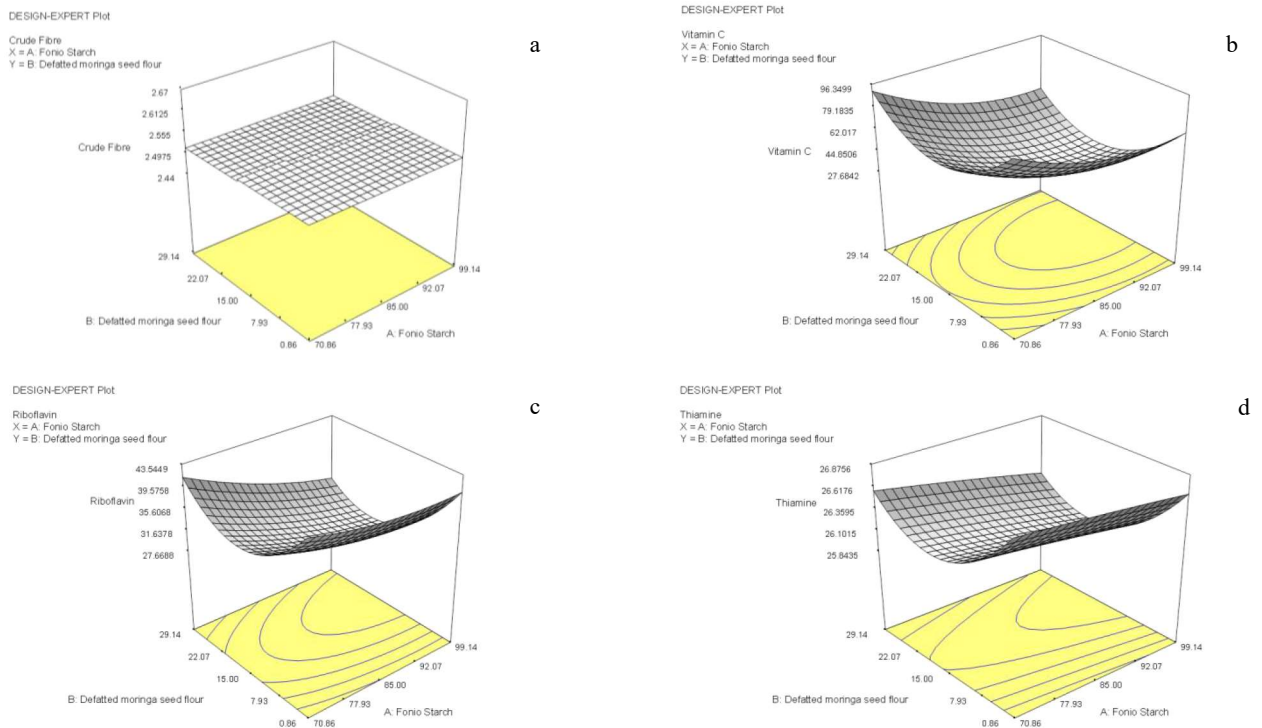 DESIGN-EXPERT Plot
Crude Fibre
X = A: Fonio Starch
Y = B: Defatted moringa seed flour
a
2.67
2.6125
2.555
2.4975
2.44
Crude Fibre
29.14
22.07
15.00
7.93
0.86
B: Defatted moringa seed flour
70.86
77.93
85.00
92.07
99.14
A: Fonio Starch
DESIGN-EXPERT Plot
Vitamin C
X = A: Fonio Starch
Y = B: Defatted moringa seed flour
b
96.3499
79.1835
62.017
44.8506
27.6842
Vitamin C
29.14
22.07
15.00
7.93
0.86
B: Defatted moringa seed flour
70.86
77.93
85.00
92.07
99.14
A: Fonio Starch
DESIGN-EXPERT Plot
Riboflavin
X = A: Fonio Starch
Y = B: Defatted moringa seed flour
c
43.5449
39.5758
35.6068
31.6378
27.6688
Riboflavin
29.14
22.07
15.00
7.93
0.86
B: Defatted moringa seed flour
70.86
77.93
85.00
92.07
99.14
A: Fonio Starch
DESIGN-EXPERT Plot
Thiamine
X = A: Fonio Starch
Y = B: Defatted moringa seed flour
d
26.8756
26.6176
26.3595
26.1015
25.8435
Thiamine
29.14
22.07
15.00
7.93
0.86
B: Defatted moringa seed flour
70.86
77.93
85.00
92.07
99.14
A: Fonio Starch